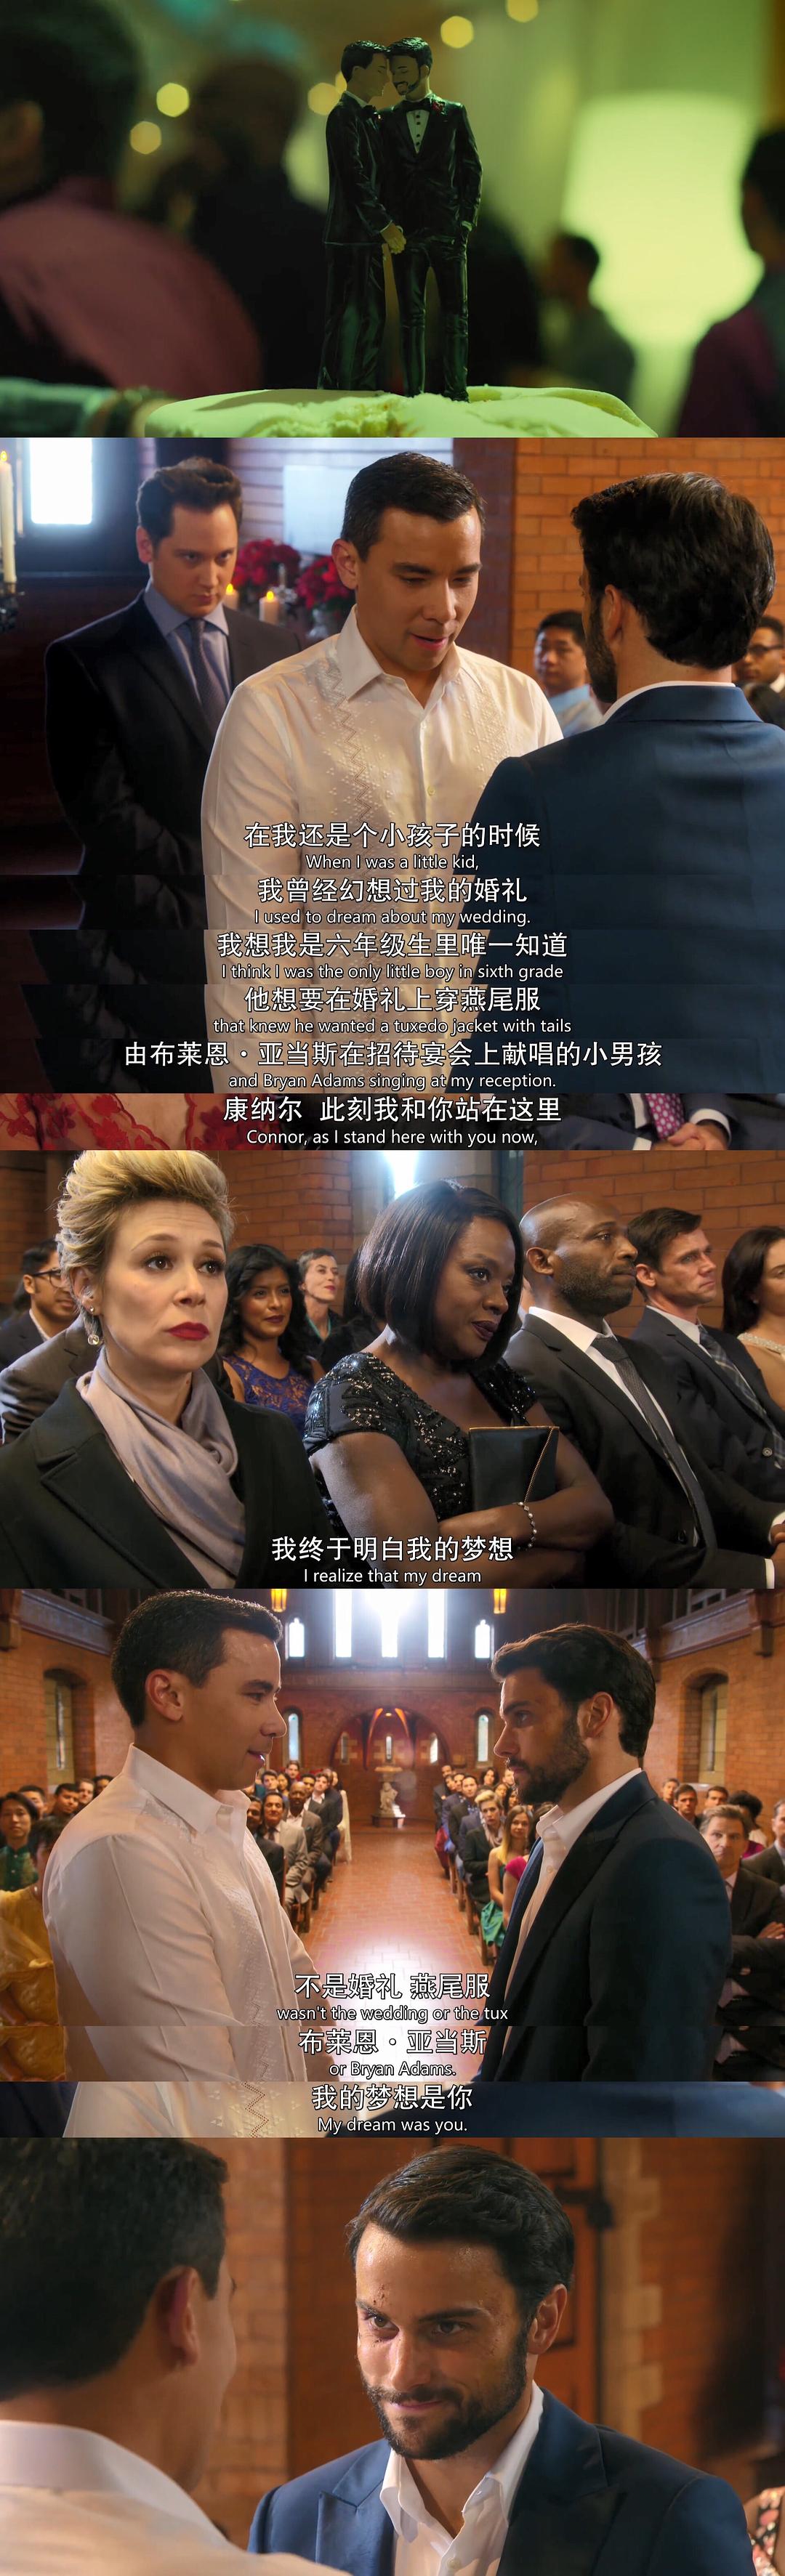 在我还是个小孩子的时候
When I was a little kid,
我曾经幻想过我的婚礼
I used to dream about my wedding.
我想我是六年级生里唯一知道
I think I was the only little boy in sixth grade
他想要在婚礼上穿燕尾服
that knew he wanted a tuxedo jacket with tails
由布莱恩·亚当斯在招待宴会上献唱的小男孩
and Bryan Adams singing at my reception.
康纳尔 此刻我和你站在这里
Connor, as I stand here with you now,
我终于明白我的梦想
I realize that my dream
不是婚礼 燕尾服
wasn't the wedding or the tux
布莱恩·亚当斯
or Bryan Adams.
我的梦想是你
My dream was you.